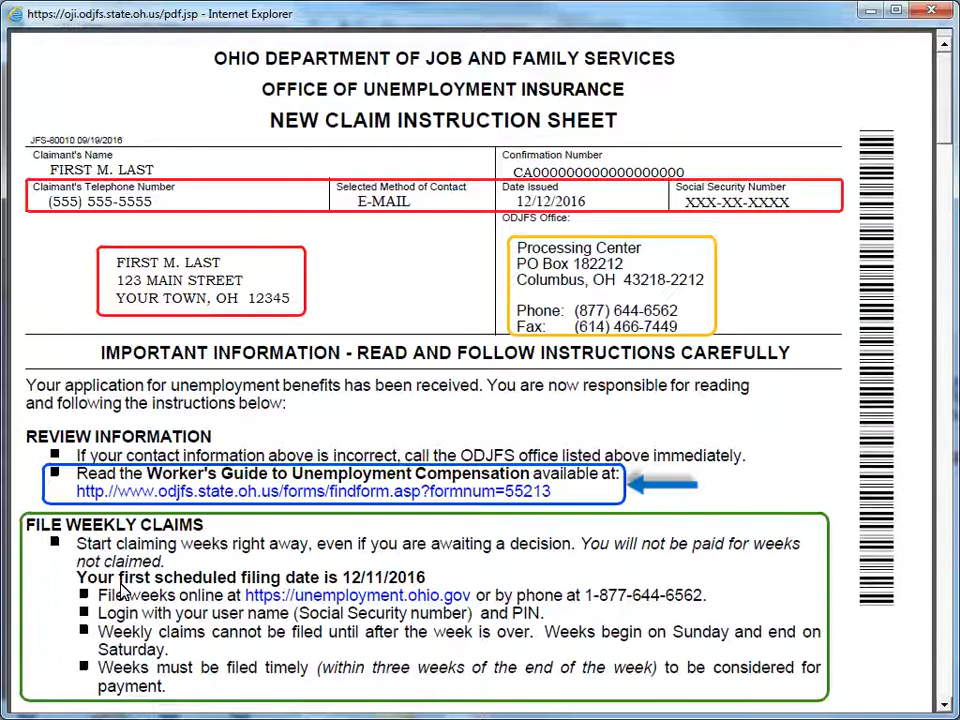 https://oji.odjfs.state.oh.us/pdf.jsp - Internet Explorer
OHIO DEPARTMENT OF JOB AND FAMILY SERVICES
OFFICE OF UNEMPLOYMENT INSURANCE
NEW CLAIM INSTRUCTION SHEET
JFS-80010 09/19/2016
Claimant's Name
FIRST M. LAST
Confirmation Number
CA000000000000000000
Claimant's Telephone Number
(555) 555-5555
Selected Method of Contact
E-MAIL
Date Issued
12/12/2016
Social Security Number
XXX-XX-XXXX
ODJFS Office:
FIRST M. LAST
123 MAIN STREET
YOUR TOWN, OH 12345
Processing Center
PO Box 182212
Columbus, OH 43218-2212
Phone: (877) 644-6562
Fax: (614) 466-7449
IMPORTANT INFORMATION - READ AND FOLLOW INSTRUCTIONS CAREFULLY
Your application for unemployment benefits has been received. You are now responsible for reading
and following the instructions below:
REVIEW INFORMATION
If your contact information above is incorrect, call the ODJFS office listed above immediately.
Read the Worker's Guide to Unemployment Compensation available at:
http://www.odjfs.state.oh.us/forms/findform.asp?formnum=55213
FILE WEEKLY CLAIMS
Start claiming weeks right away, even if you are awaiting a decision. You will not be paid for weeks
not claimed.
Your first scheduled filing date is 12/11/2016
File weeks online at https://unemployment.ohio.gov or by phone at 1-877-644-6562.
Login with your user name (Social Security number) and PIN.
Weekly claims cannot be filed until after the week is over. Weeks begin on Sunday and end on
Saturday.
Weeks must be filed timely (within three weeks of the end of the week) to be considered for
payment.